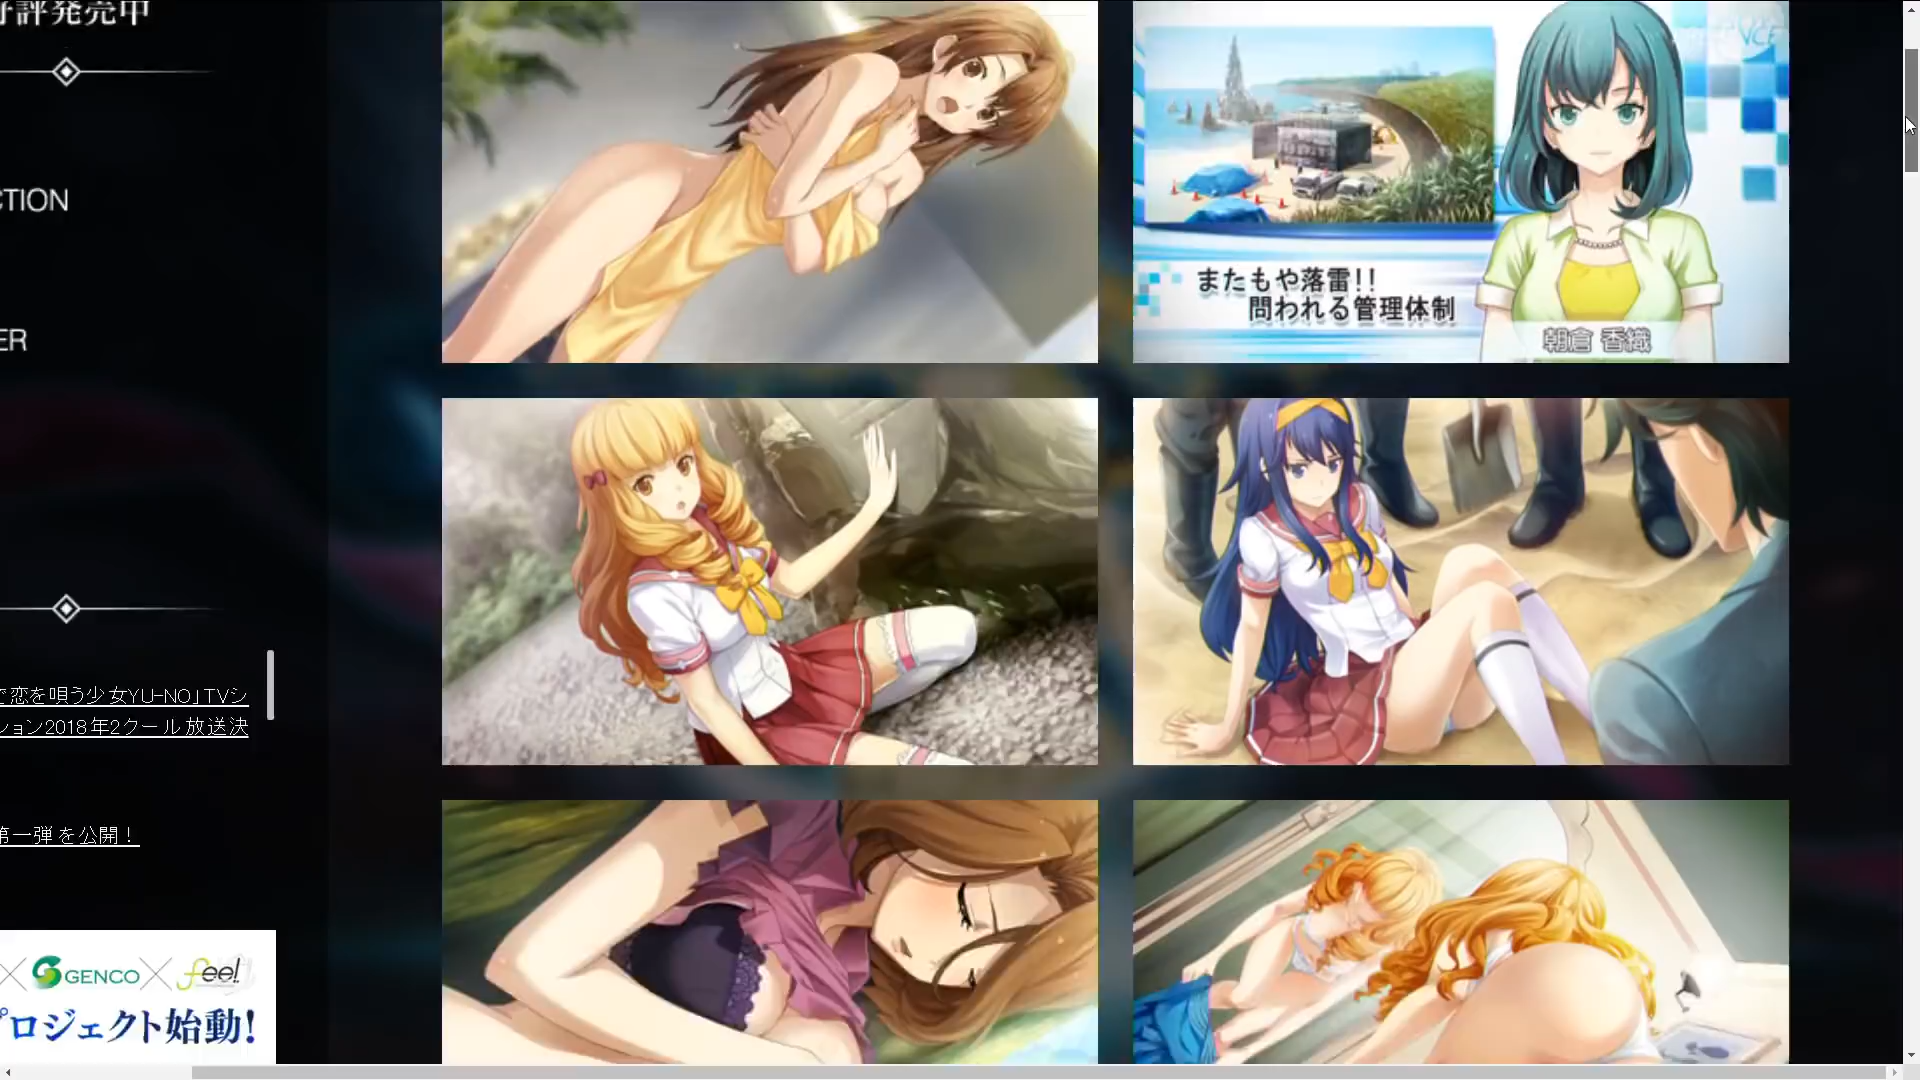 好評発売中
CTION
ER
で恋を唄う少女YU-NO」TVシ
ション2018年2クール放送決
第一弾を公開！
GENCO
feel.
プロジェクト始動!
またもや落雷!!
問われる管理体制
朝倉 香織